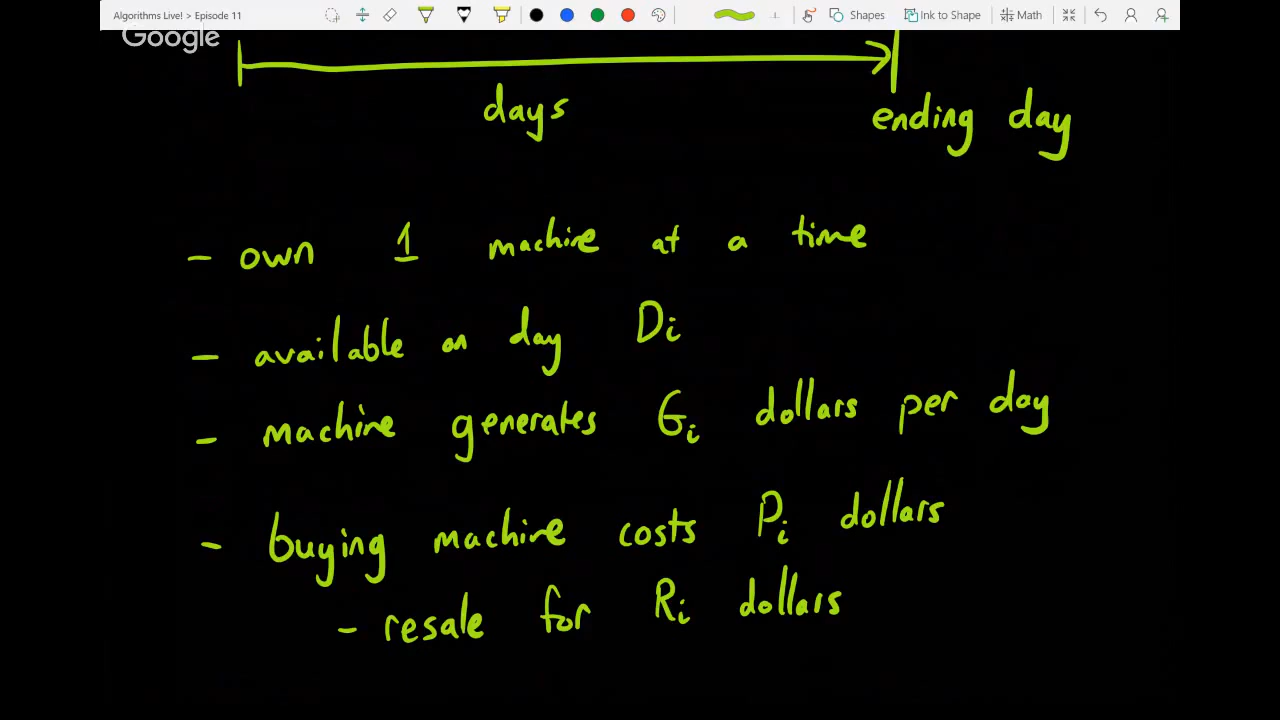 Algorithms Live! > Episode 11
Shapes
Ink to Shape
Math
Google
days
ending day
- own 1 machine at a time
- available on day Di
- machine generates Gi dollars per day
- buying machine costs Pi dollars
- resale for Ri dollars